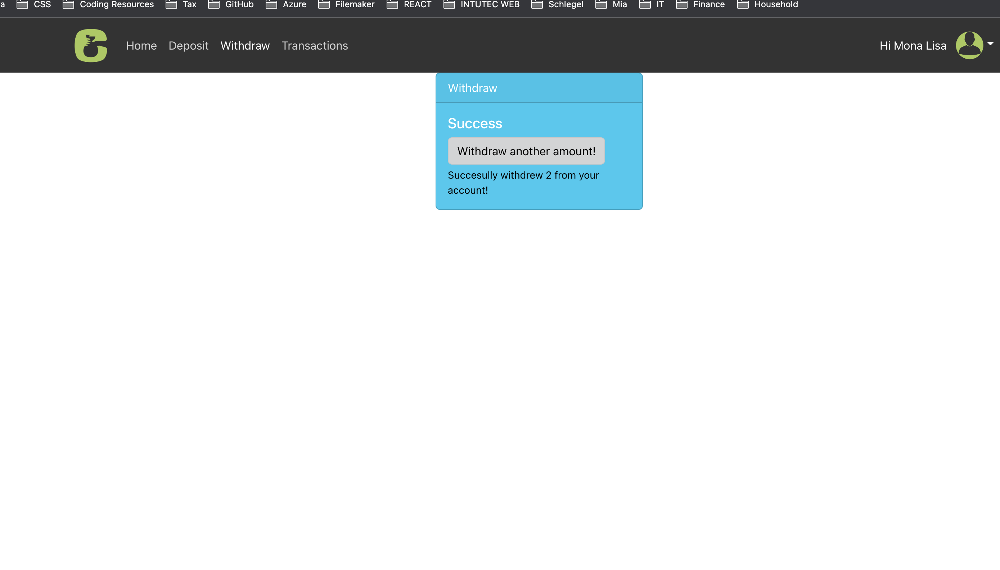 a CSS Coding Resources Tax GitHub Azure Filemaker REACT INTUTEC WEB Schlegel Mia IT Finance Household
Home Deposit Withdraw Transactions Hi Mona Lisa
Withdraw
Success
Withdraw another amount!
Succesully withdrew 2 from your
account!